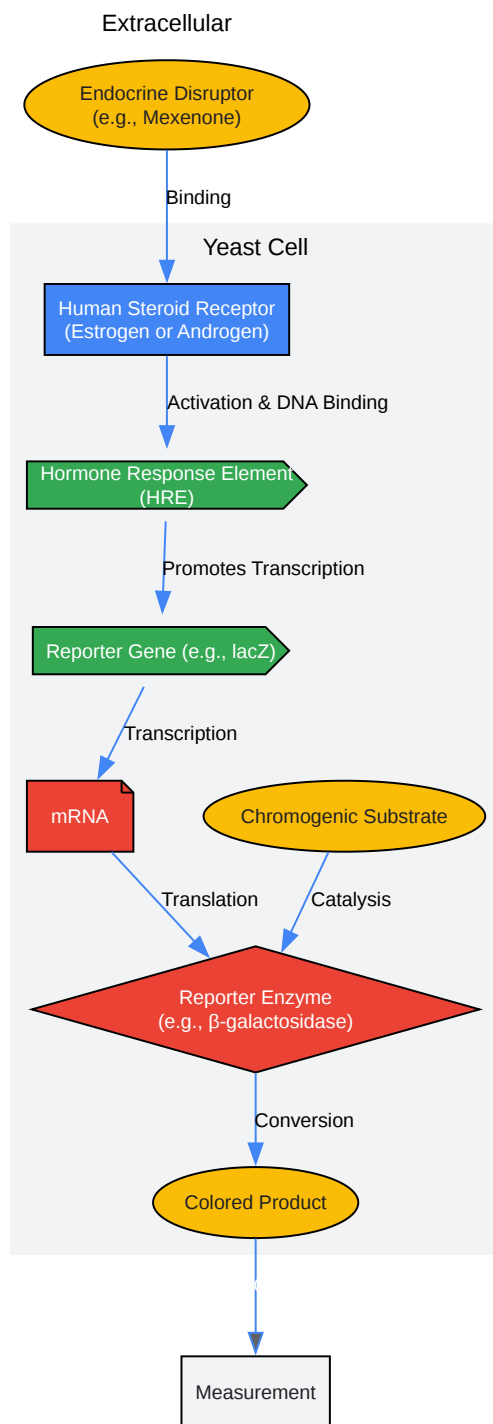 Extracellular
Endocrine Disruptor
(e.g., Mexenone)
Binding
Yeast Cell
Human Steroid Receptor
(Estrogen or Androgen)
Activation & DNA Binding
Hormone Response Element
(HRE)
Promotes Transcription
Reporter Gene (e.g., lacZ)
Transcription
mRNA
Chromogenic Substrate
Translation
Catalysis
Reporter Enzyme
(e.g., β-galactosidase)
Conversion
Colored Product
Measurement